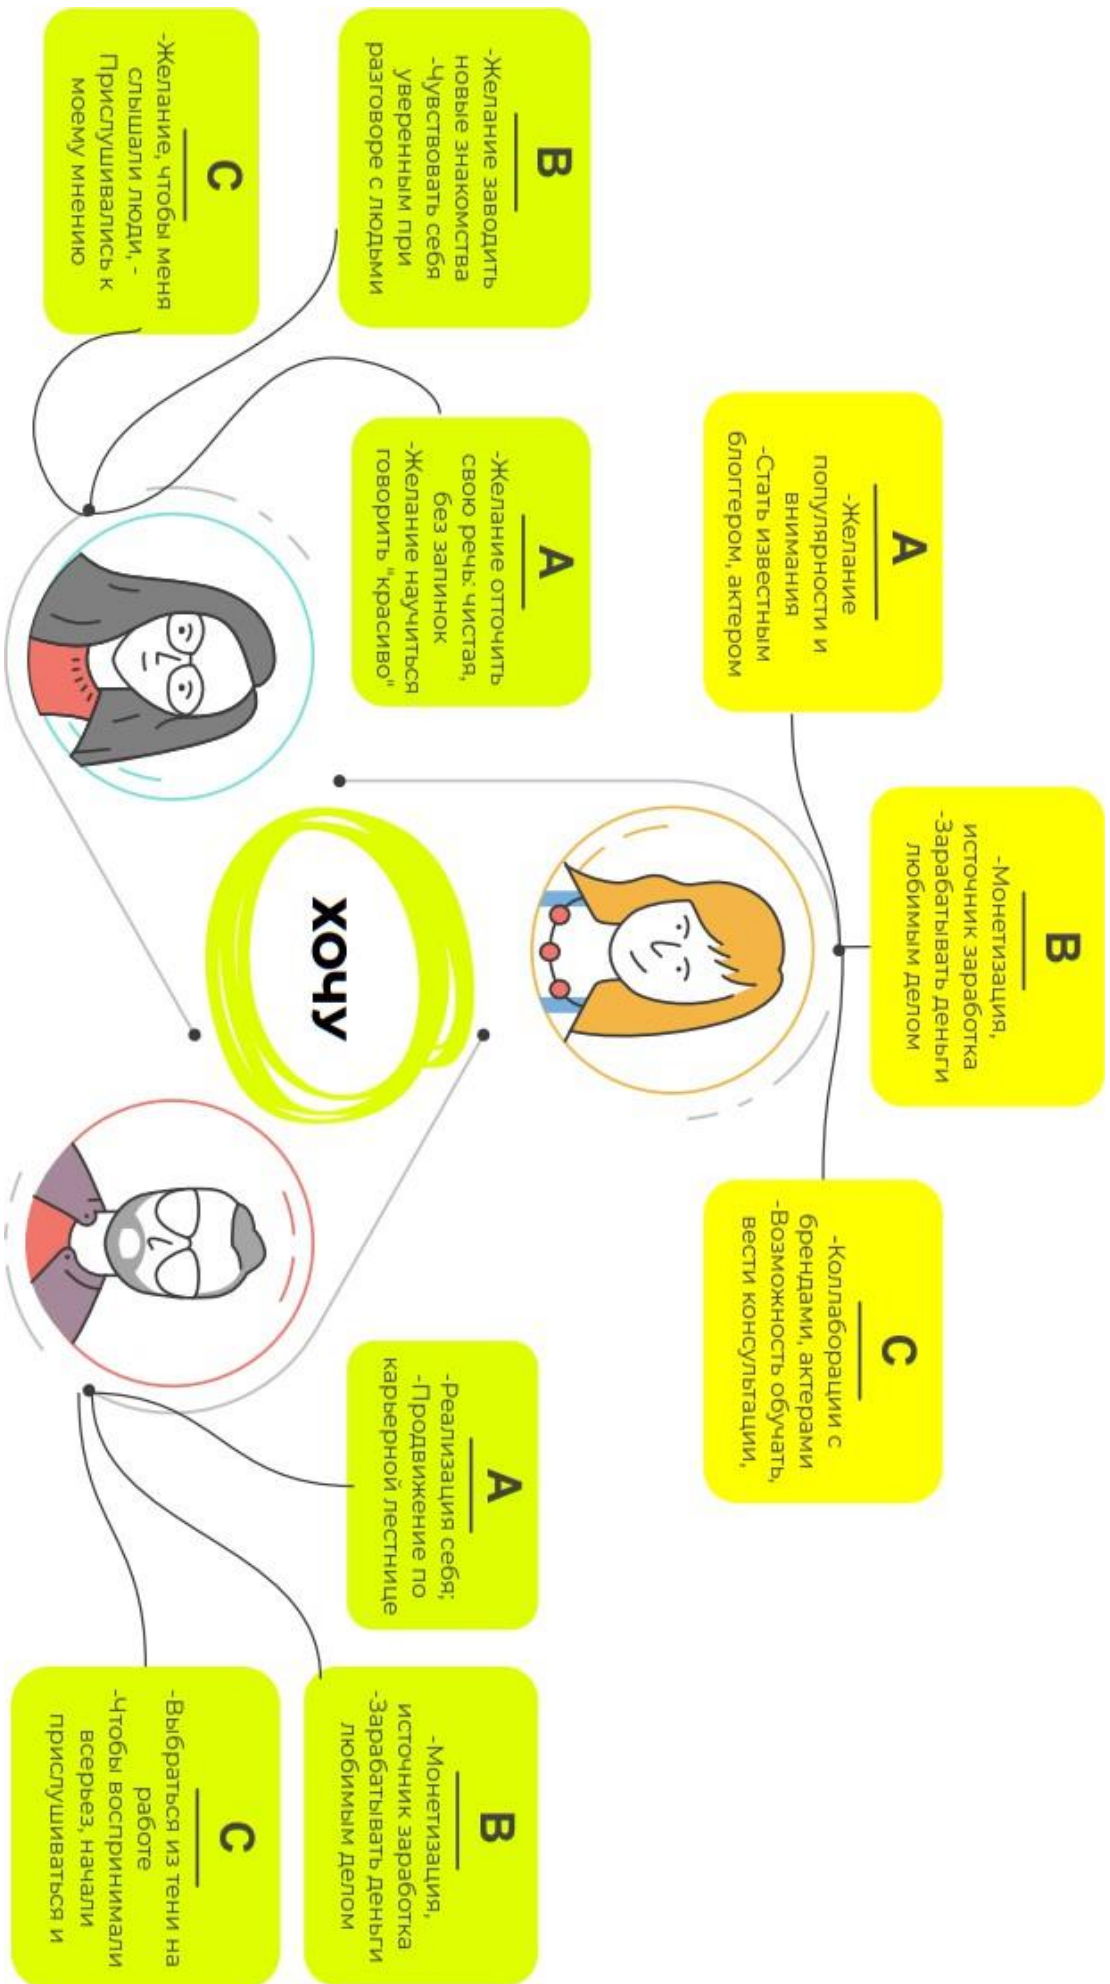 A
-Желание
популярности и
внимания
-Стать известным
блоггером, актером
B
-Монетизация,
источник заработка
-Зарабатывать деньги
любимым делом
C
-Коллаборации с
брендами, актерами
-Возможность обучать,
вести консультации,
B
-Желание заводить
новые знакомства
-Чувствовать себя
уверенным при
разговоре с людьми
A
-Желание отточить
свою речь: чистая,
без запинок
-Желание научиться
говорить "красиво"
C
-Желание, чтобы меня
слышали люди, -
Прислушивались к
моему мнению
хочу
A
-Реализация себя;
-Продвижение по
карьерной лестнице
B
-Монетизация,
источник заработка
-Зарабатывать деньги
любимым делом
C
-Выбраться из тени на
работе
-Чтобы воспринимали
всерьез, начали
прислушиваться и